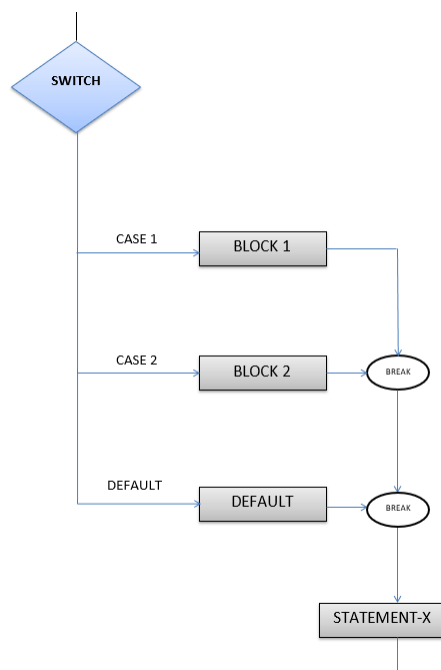 SWITCH
CASE 1
BLOCK 1
CASE 2
BLOCK 2
BREAK
DEFAULT
DEFAULT
BREAK
STATEMENT-X